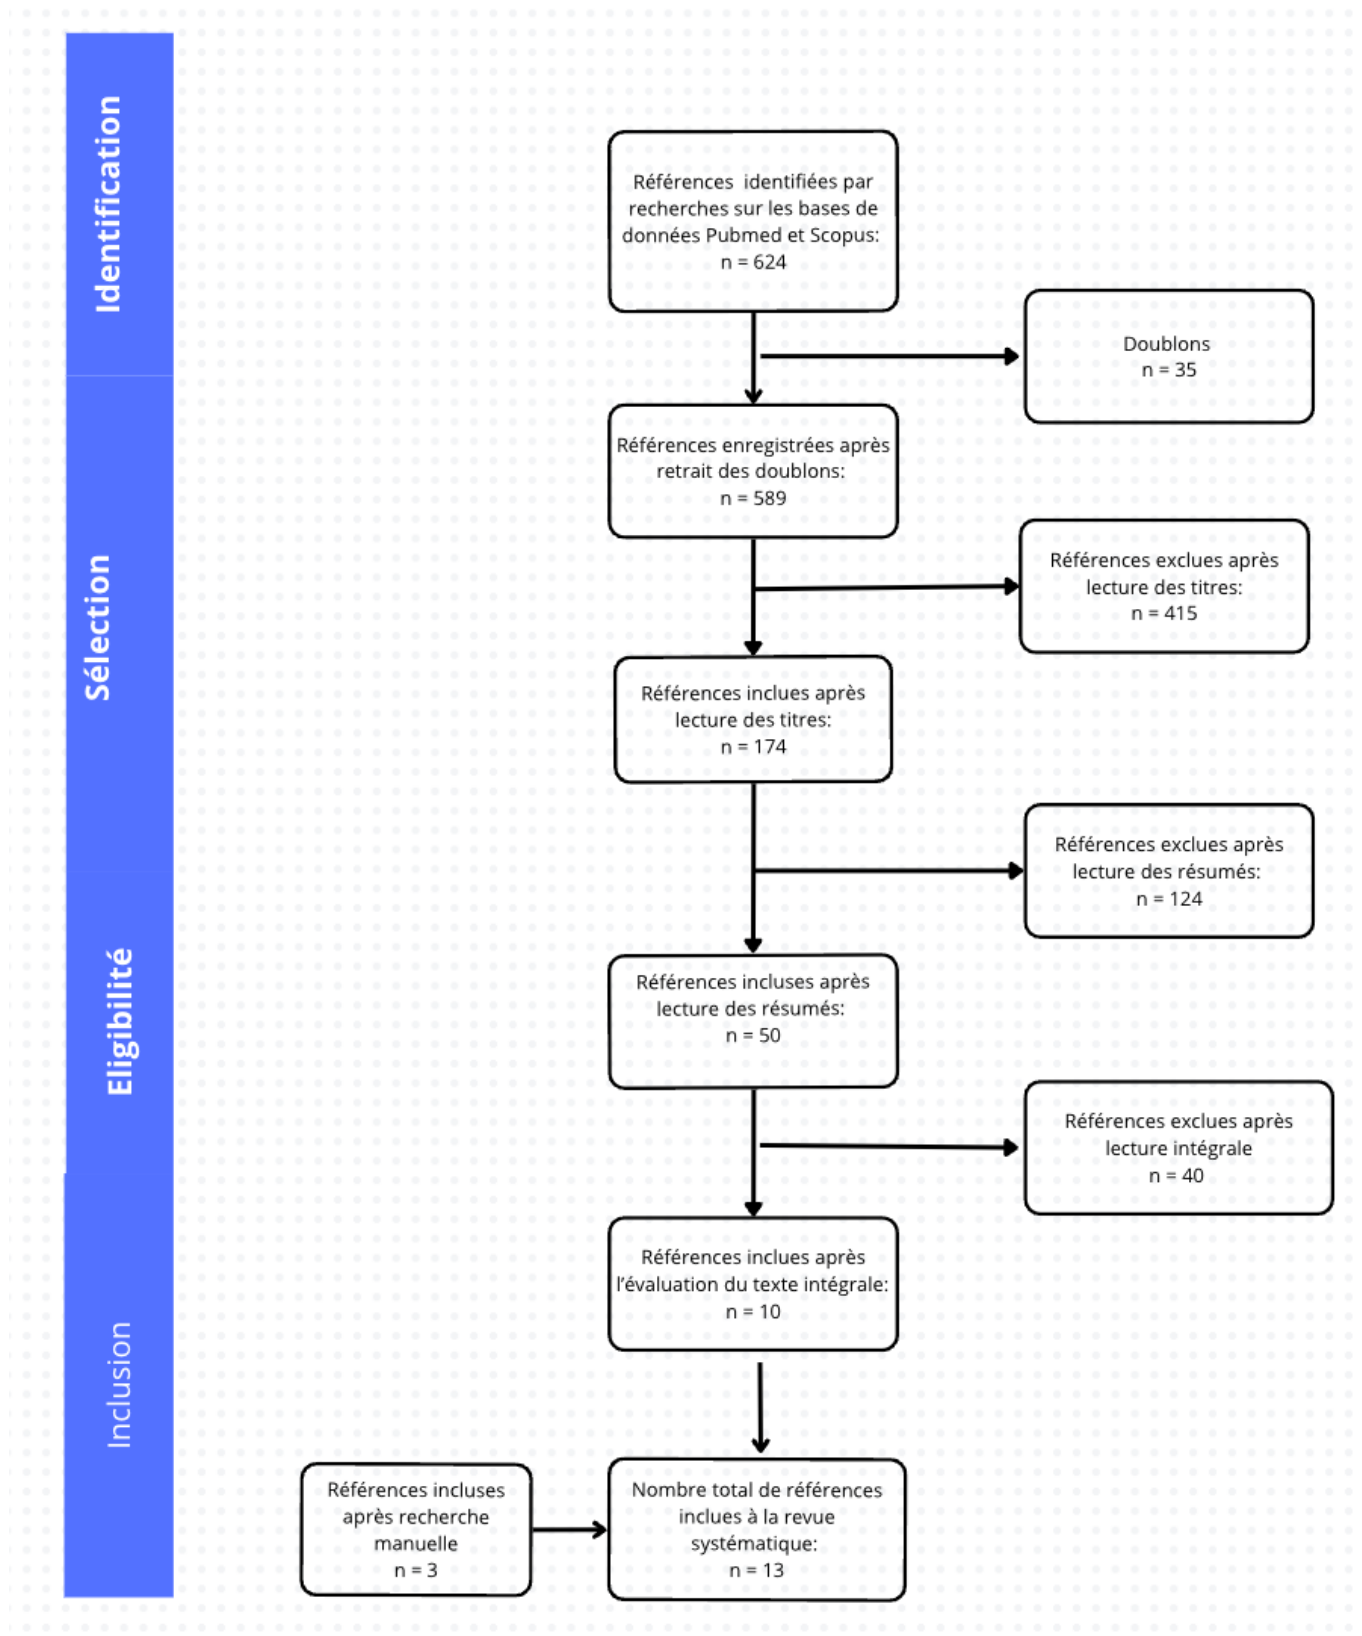 Identification
Références  identifiées par
recherches sur les bases de
données Pubmed et Scopus:
n = 624
Doublons
n = 35
Sélection
Références enregistrées après
retrait des doublons:
n = 589
Références exclues après
lecture des titres:
n = 415
Références inclues après
lecture des titres:
n = 174
Références exclues après
lecture des résumés:
n = 124
Eligibilité
Références incluses après
lecture des résumés:
n = 50
Références exclues après
lecture intégrale
n = 40
Inclusion
Références inclues après
l’évaluation du texte intégrale:
n = 10
Références incluses
après recherche
manuelle
n = 3
Nombre total de références
inclues à la revue
systématique:
n = 13